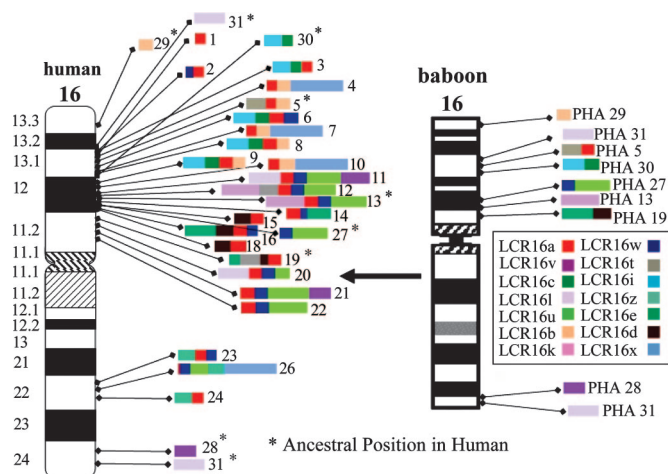 human
16
13.3
13.2
13.1
12
11.2
11.1
11.1
11.2
12.1
12.2
13
21
22
23
24
29*
31*
1
30*
2
3
4
5*
6
7
8
9
10
11
12
13*
14
15
16
27*
18
19*
20
21
22
23
26
24
28*
31*
* Ancestral Position in Human
baboon
16
PHA 29
PHA 31
PHA 5
PHA 30
PHA 27
PHA 13
PHA 19
LCR16a LCR16w
LCR16v LCR16t
LCR16c LCR16i
LCR16l LCR16z
LCR16u LCR16e
LCR16b LCR16d
LCR16k LCR16x
PHA 28
PHA 31